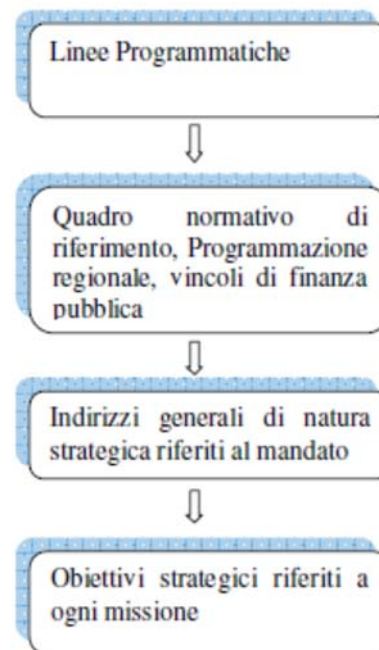 Linee Programmatiche
Quadro normativo di
riferimento, Programmazione
regionale, vincoli di finanza
pubblica
Indirizzi generali di natura
strategica riferiti al mandato
Obiettivi strategici riferiti a
ogni missione